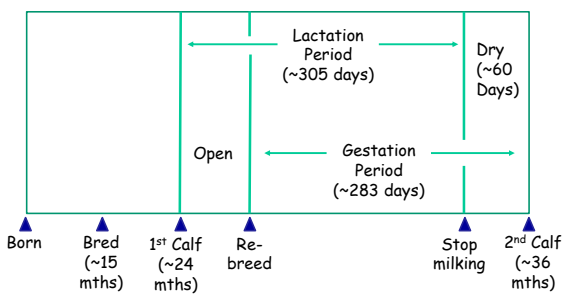 Lactation
Period
(~305 days)
Dry
(~60
Days)
Open
Gestation
Period
(~283 days)
Born
Bred
(~15
mths)
1st Calf
(~24
mths)
Re-
breed
Stop
milking
2nd Calf
(~36
mths)